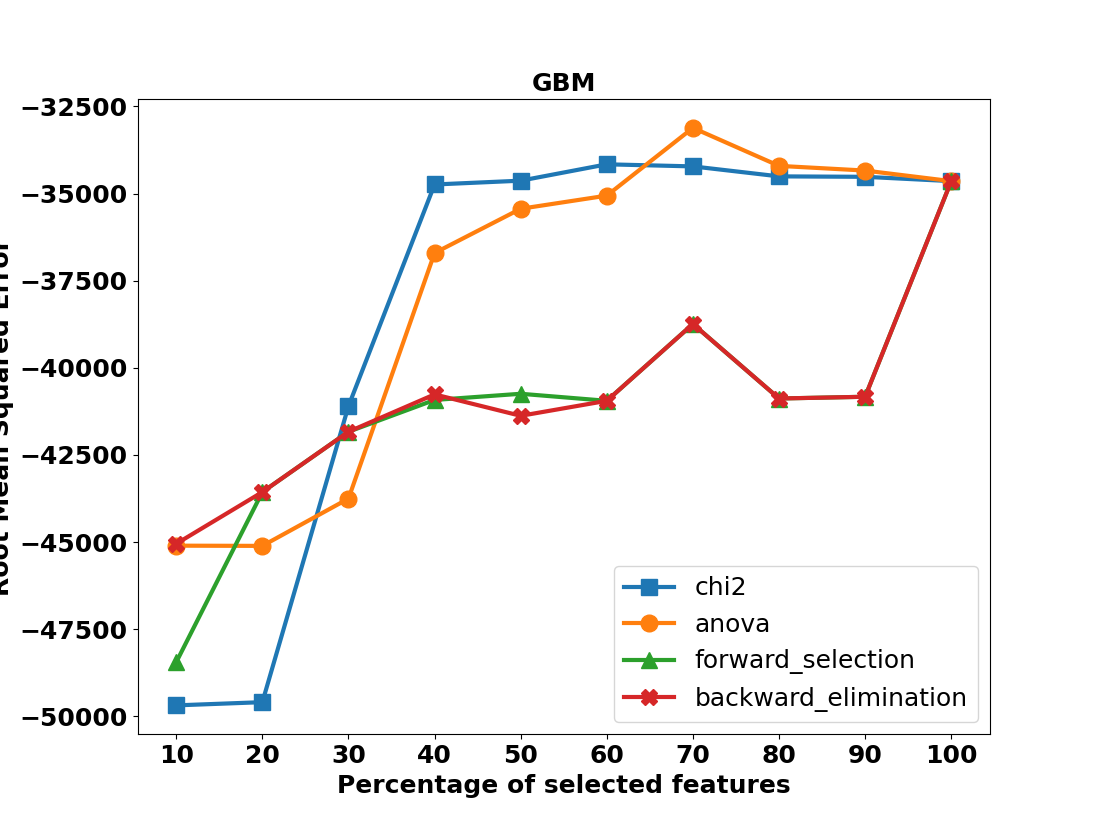 GBM
−32500
−35000
−37500
−40000
−42500
−45000
−47500
−50000
Root Mean Squared Error
10 20 30 40 50 60 70 80 90 100
Percentage of selected features
chi2
anova
forward_selection
backward_elimination